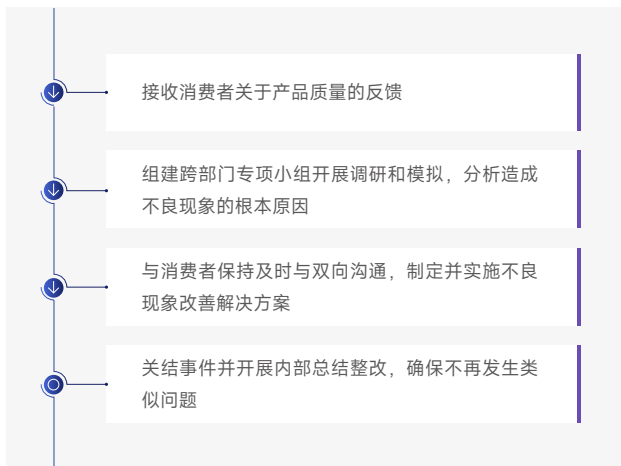 接收消费者关于产品质量的反馈
组建跨部门专项小组开展调研和模拟，分析造成
不良现象的根本原因
与消费者保持及时与双向沟通，制定并实施不良
现象改善解决方案
关结事件并开展内部总结整改，确保不再发生类
似问题